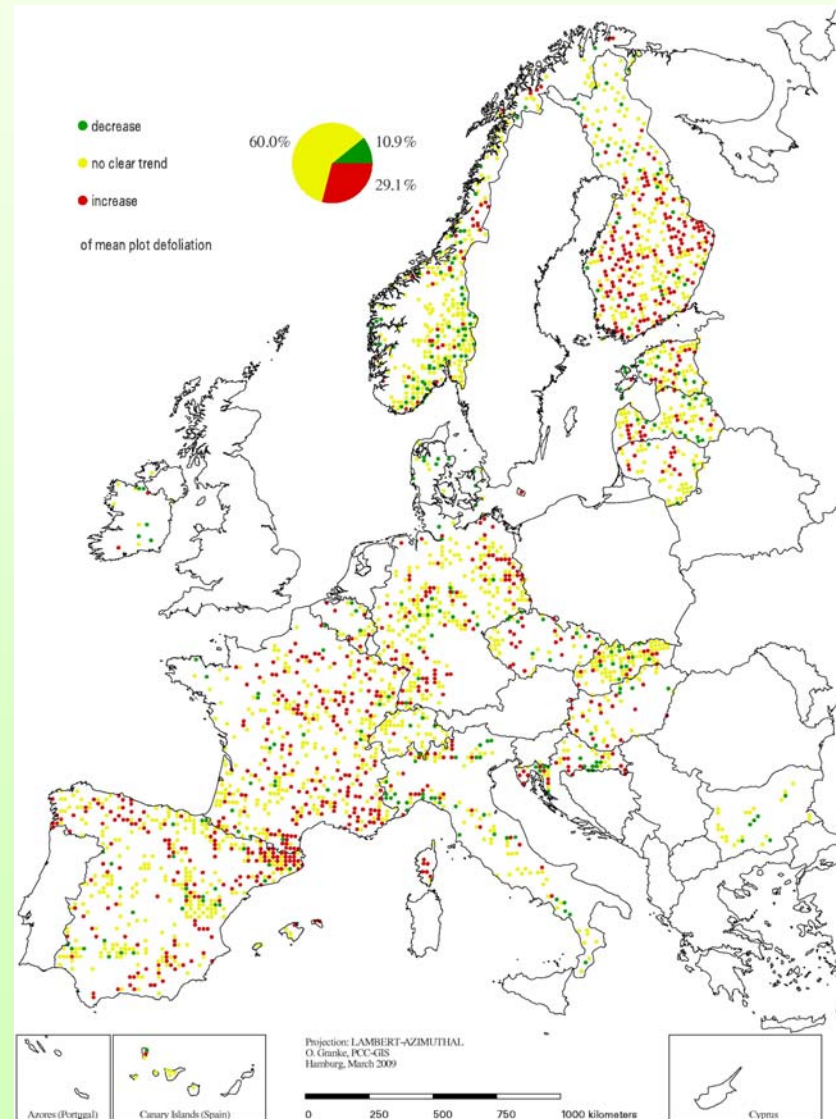 decrease
60.0%
10.9%
no clear trend
29.1%
increase
of mean plot defoliation
Projection: LAMBERT-AZIMUTHAL
O. Granke, PCC-GIS
Hamburg, March 2009
Azores (Portugal)
Canary Islands (Spain)
0 250 500 750 1000 kilometers
Cyprus